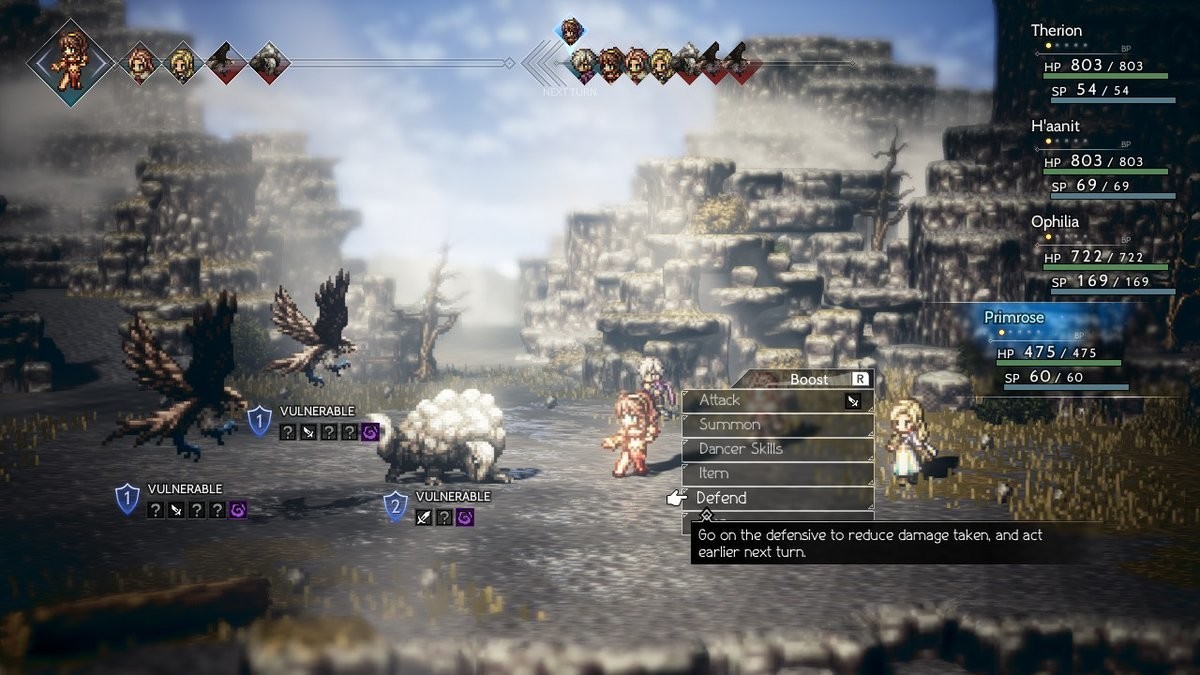 NEXT TURN
Therion
BP
HP 803 / 803
SP 54 / 54
H'aanit
BP
HP 803 / 803
SP 69 / 69
Ophilia
BP
HP 722 / 722
SP 169 / 169
Primrose
BP
HP 475 / 475
SP 60 / 60
Boost R
Attack
Summon
Dancer Skills
Item
Defend
Go on the defensive to reduce damage taken, and act
earlier next turn.
1 VULNERABLE
? ? ?
1 VULNERABLE
? ? ?
2 VULNERABLE
?